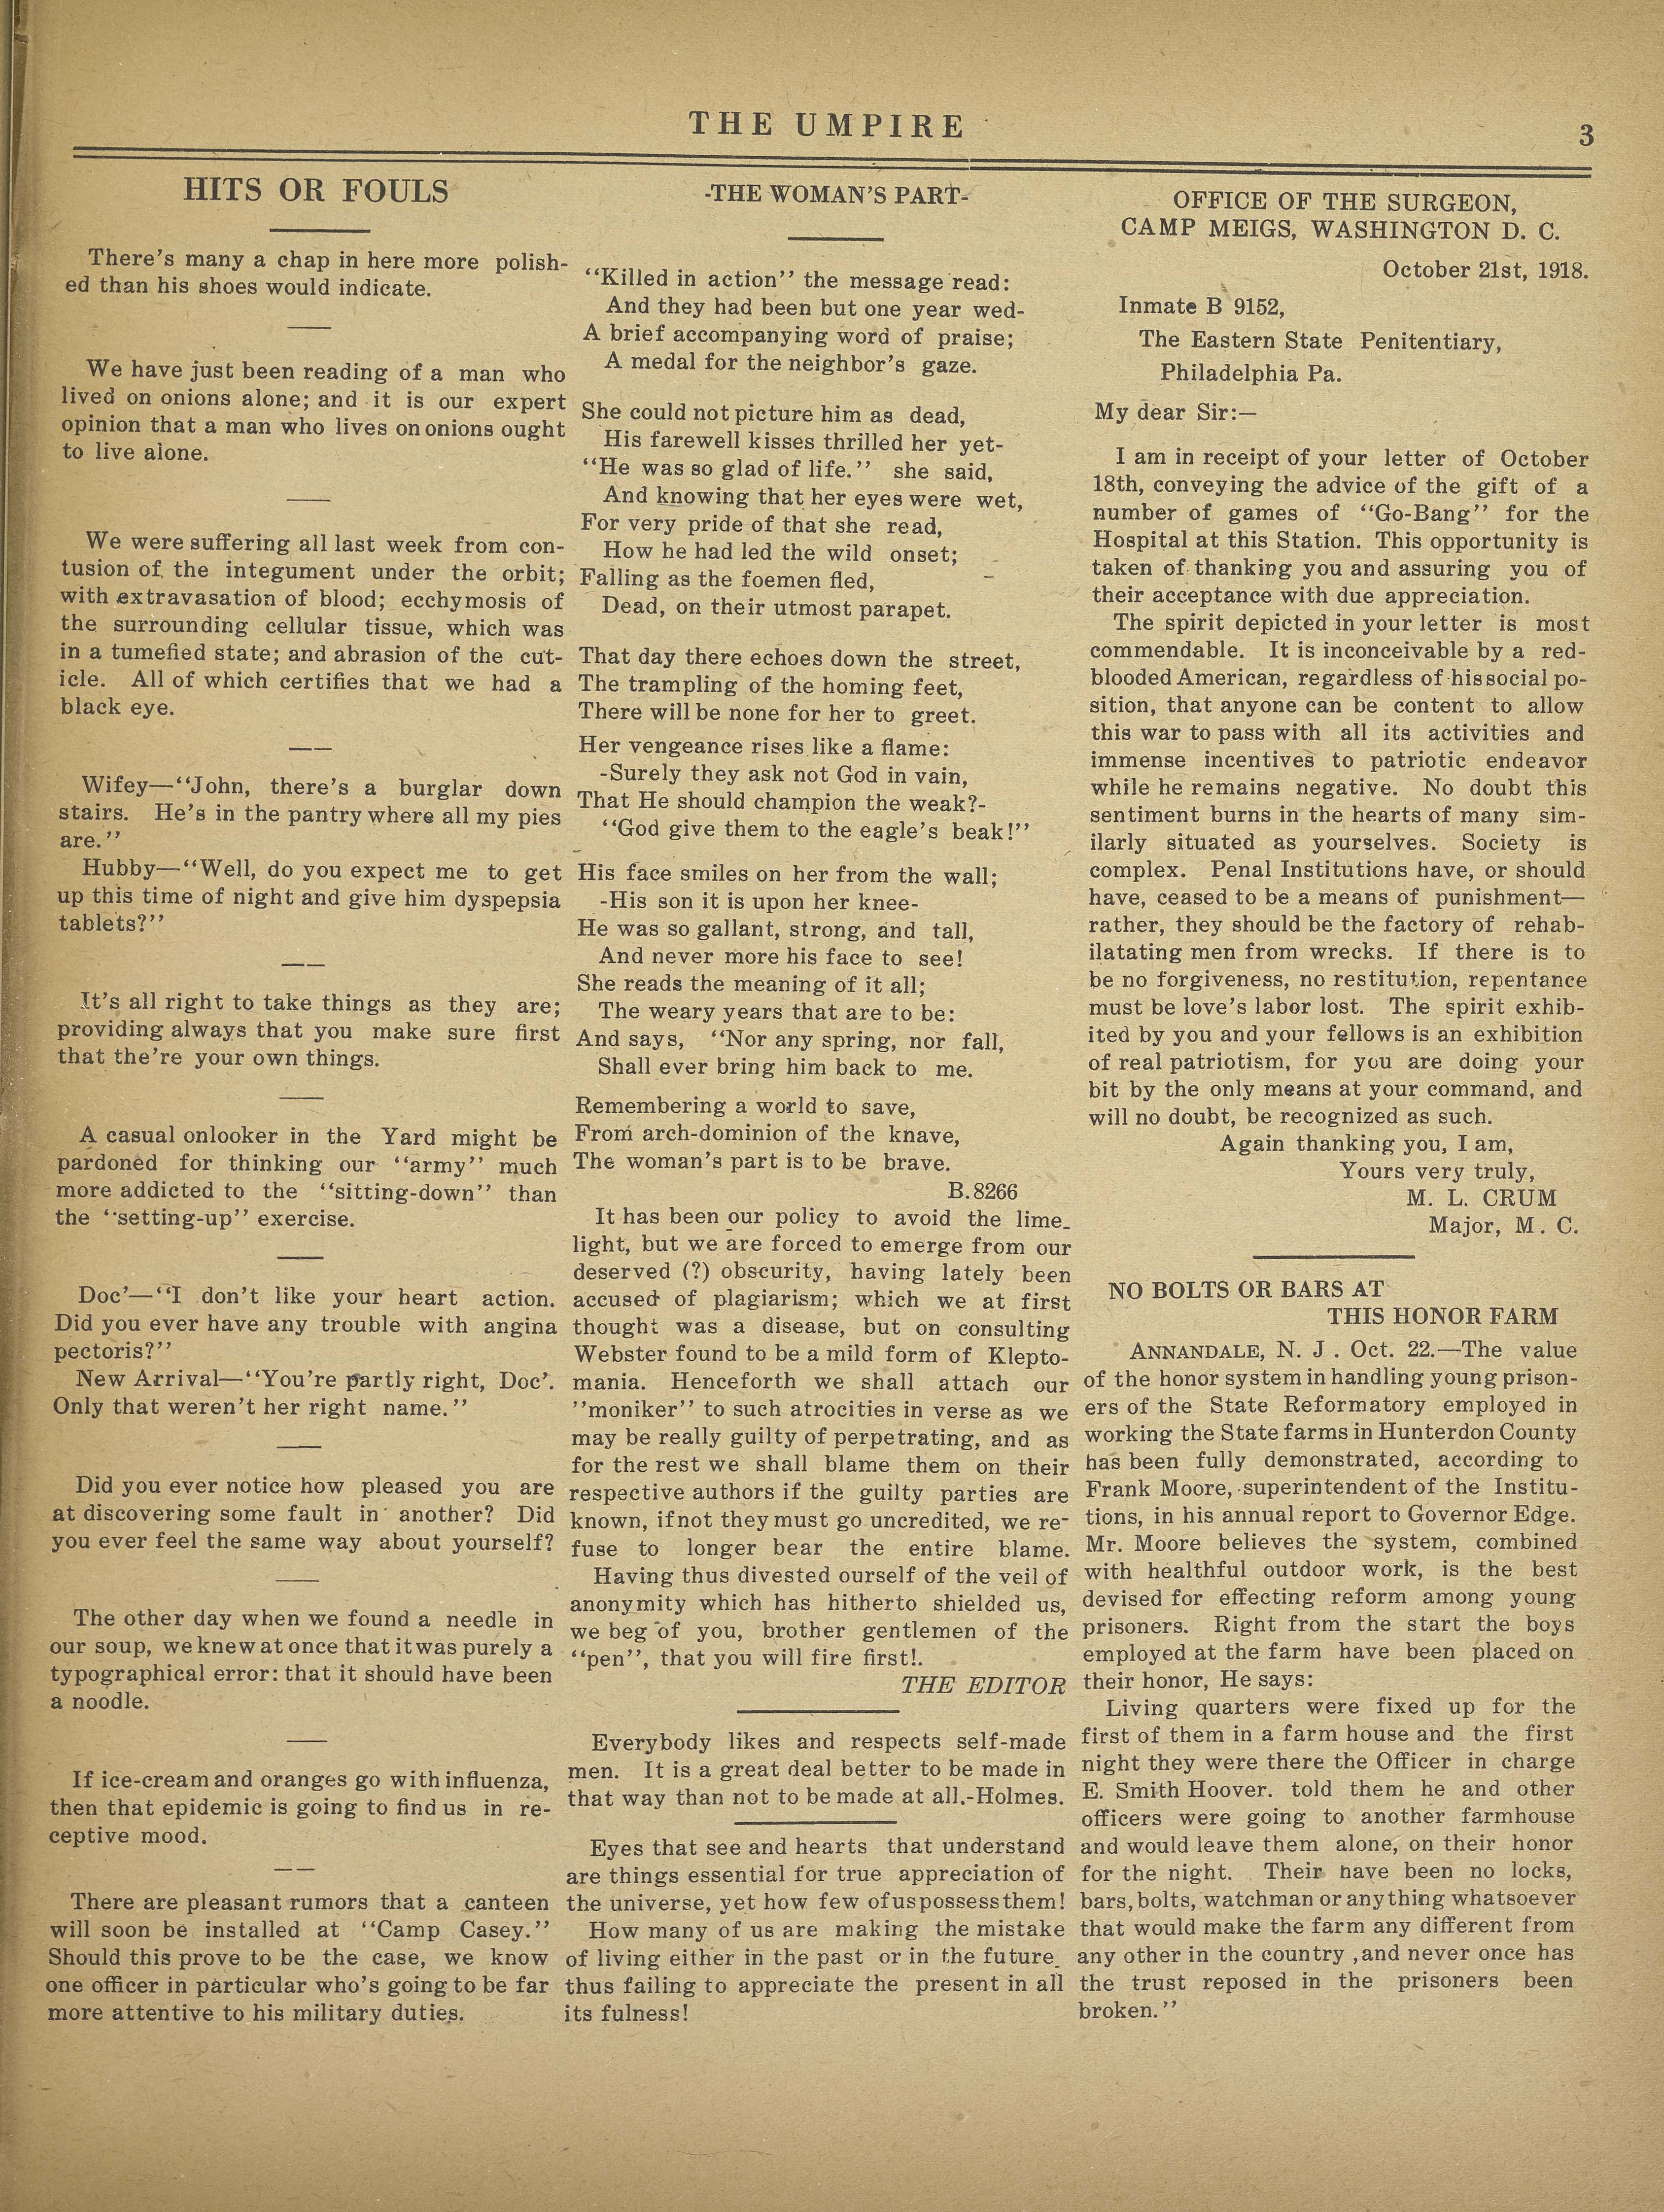 THE UMPIRE
3
HITS OR FOULS
There's many a chap in here more polish-
ed than his shoes would indicate.
We have just been reading of a man who
lived on onions alone; and it is our expert
opinion that a man who lives on onions ought
to live alone.
We were suffering all last week from con-
tusion of the integument under the orbit;
with extravasation of blood; ecchymosis of
the surrounding cellular tissue, which was
in a tumefied state; and abrasion of the cut-
icle. All of which certifies that we had a
black eye.
Wifey—“John, there's a burglar down
stairs. He's in the pantry where all my pies
are.”
Hubby—“Well, do you expect me to get
up this time of night and give him dyspepsia
tablets?”
It's all right to take things as they are;
providing always that you make sure first
that the're your own things.
A casual onlooker in the Yard might be
pardoned for thinking our “army” much
more addicted to the “sitting-down” than
the “setting-up” exercise.
Doc'—“I don't like your heart action.
Did you ever have any trouble with angina
pectoris?”
New Arrival—“You're partly right, Doc'.
Only that weren't her right name.”
Did you ever notice how pleased you are
at discovering some fault in another? Did
you ever feel the same way about yourself?
The other day when we found a needle in
our soup, we knew at once that it was purely a
typographical error: that it should have been
a noodle.
If ice-cream and oranges go with influenza,
then that epidemic is going to find us in re-
ceptive mood.
There are pleasant rumors that a canteen
will soon be installed at “Camp Casey.”
Should this prove to be the case, we know
one officer in particular who's going to be far
more attentive to his military duties.
-THE WOMAN'S PART-
“Killed in action” the message read:
And they had been but one year wed-
A brief accompanying word of praise;
A medal for the neighbor's gaze.
She could not picture him as dead,
His farewell kisses thrilled her yet-
“He was so glad of life.” she said,
And knowing that her eyes were wet,
For very pride of that she read,
How he had led the wild onset;
Falling as the foemen fled,
Dead, on their utmost parapet.
That day there echoes down the street,
The trampling of the homing feet,
There will be none for her to greet.
Her vengeance rises like a flame:
-Surely they ask not God in vain,
That He should champion the weak?-
“God give them to the eagle's beak!”
His face smiles on her from the wall;
-His son it is upon her knee-
He was so gallant, strong, and tall,
And never more his face to see!
She reads the meaning of it all;
The weary years that are to be:
And says, “Nor any spring, nor fall,
Shall ever bring him back to me.
Remembering a world to save,
From arch-dominion of the knave,
The woman's part is to be brave.
B.8266
It has been our policy to avoid the lime-
light, but we are forced to emerge from our
deserved (?) obscurity, having lately been
accused of plagiarism; which we at first
thought was a disease, but on consulting
Webster found to be a mild form of Klepto-
mania. Henceforth we shall attach our
”moniker” to such atrocities in verse as we
may be really guilty of perpetrating, and as
for the rest we shall blame them on their
respective authors if the guilty parties are
known, if not they must go uncredited, we re-
fuse to longer bear the entire blame.
Having thus divested ourself of the veil of
anonymity which has hitherto shielded us,
we beg of you, brother gentlemen of the
“pen”, that you will fire first!.
THE EDITOR
Everybody likes and respects self-made
men. It is a great deal better to be made in
that way than not to be made at all.-Holmes.
Eyes that see and hearts that understand
are things essential for true appreciation of
the universe, yet how few of us possess them!
How many of us are making the mistake
of living either in the past or in the future.
thus failing to appreciate the present in all
its fulness!
OFFICE OF THE SURGEON,
CAMP MEIGS, WASHINGTON D. C.
October 21st, 1918.
Inmate B 9152,
The Eastern State Penitentiary,
Philadelphia Pa.
My dear Sir:—
I am in receipt of your letter of October
18th, conveying the advice of the gift of a
number of games of “Go-Bang” for the
Hospital at this Station. This opportunity is
taken of thanking you and assuring you of
their acceptance with due appreciation.
The spirit depicted in your letter is most
commendable. It is inconceivable by a red-
blooded American, regardless of his social po-
sition, that anyone can be content to allow
this war to pass with all its activities and
immense incentives to patriotic endeavor
while he remains negative. No doubt this
sentiment burns in the hearts of many sim-
ilarly situated as yourselves. Society is
complex. Penal Institutions have, or should
have, ceased to be a means of punishment—
rather, they should be the factory of rehab-
ilatating men from wrecks. If there is to
be no forgiveness, no restitution, repentance
must be love's labor lost. The spirit exhib-
ited by you and your fellows is an exhibition
of real patriotism, for you are doing your
bit by the only means at your command, and
will no doubt, be recognized as such.
Again thanking you, I am,
Yours very truly,
M. L. CRUM
Major, M. C.
NO BOLTS OR BARS AT
THIS HONOR FARM
ANNANDALE, N. J . Oct. 22.—The value
of the honor system in handling young prison-
ers of the State Reformatory employed in
working the State farms in Hunterdon County
has been fully demonstrated, according to
Frank Moore, superintendent of the Institu-
tions, in his annual report to Governor Edge.
Mr. Moore believes the system, combined
with healthful outdoor work, is the best
devised for effecting reform among young
prisoners. Right from the start the boys
employed at the farm have been placed on
their honor, He says:
Living quarters were fixed up for the
first of them in a farm house and the first
night they were there the Officer in charge
E. Smith Hoover. told them he and other
officers were going to another farmhouse
and would leave them alone, on their honor
for the night. Their have been no locks,
bars, bolts, watchman or anything whatsoever
that would make the farm any different from
any other in the country ,and never once has
the trust reposed in the prisoners been
broken.”